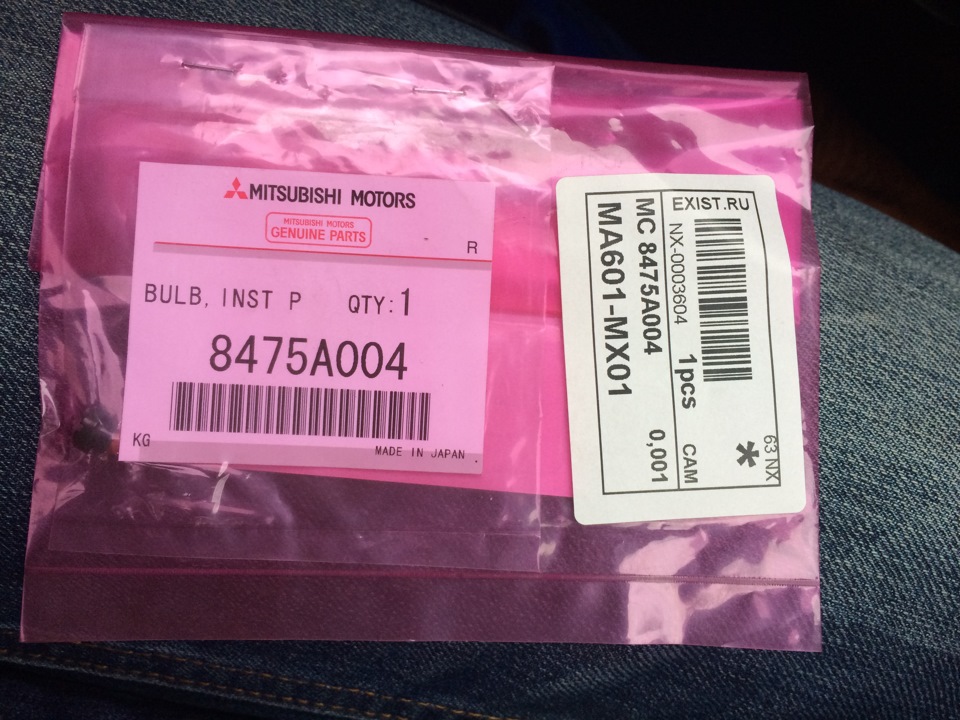 MITSUBISHI MOTORS
MITSUBISHI MOTORS
GENUINE PARTS
R
BULB, INST P QTY:1
8475A004
KG
MADE IN JAPAN
EXIST.RU
NX-0003604
1pcs CAM
63 NX
*
MC 8475A004 0,001
MA601-MX01